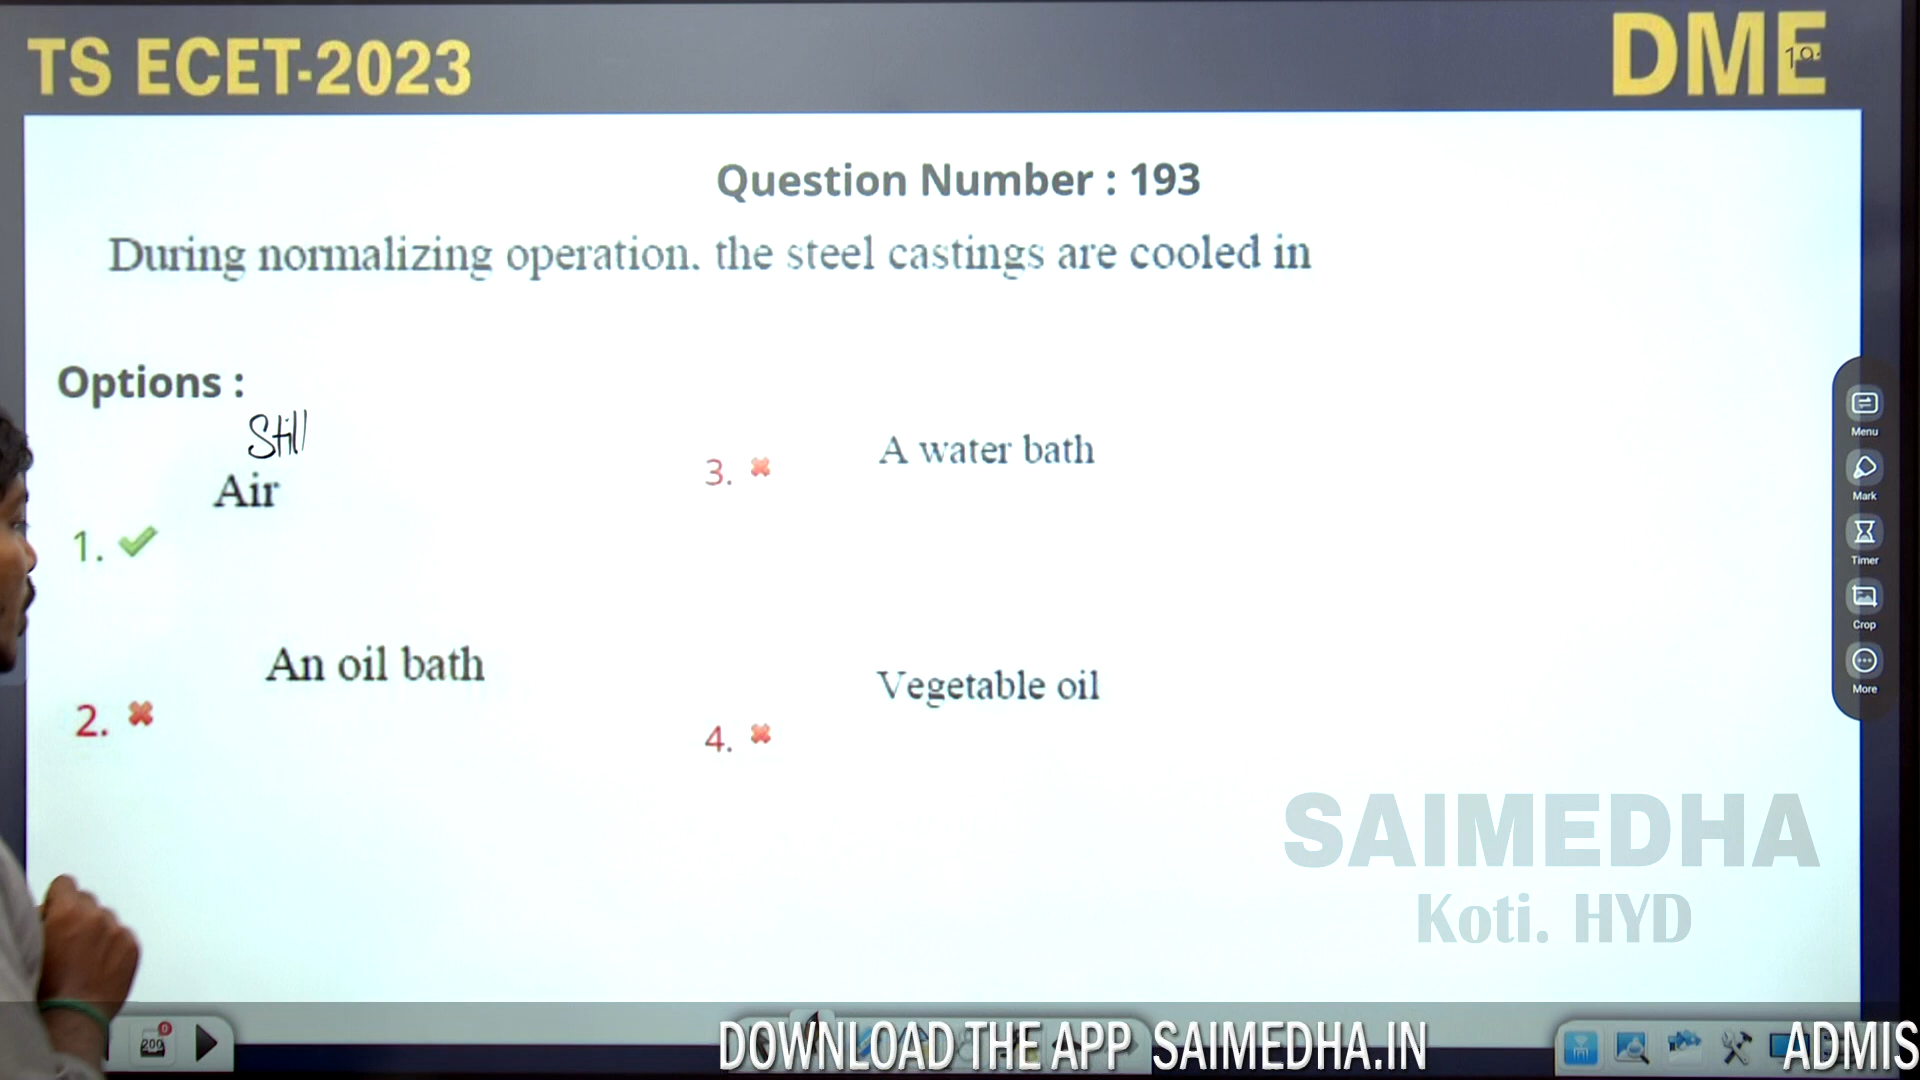 TS ECET-2023
DME
Question Number : 193
During normalizing operation. the steel castings are cooled in
Options :
Still
Air
1.
An oil bath
2.
A water bath
3.
Vegetable oil
4.
Menu
Mark
Timer
Crop
More
SAIMEDHA
Koti. HYD
0
200
DOWNLOAD THE APP SAIMEDHA.IN
ADMIS